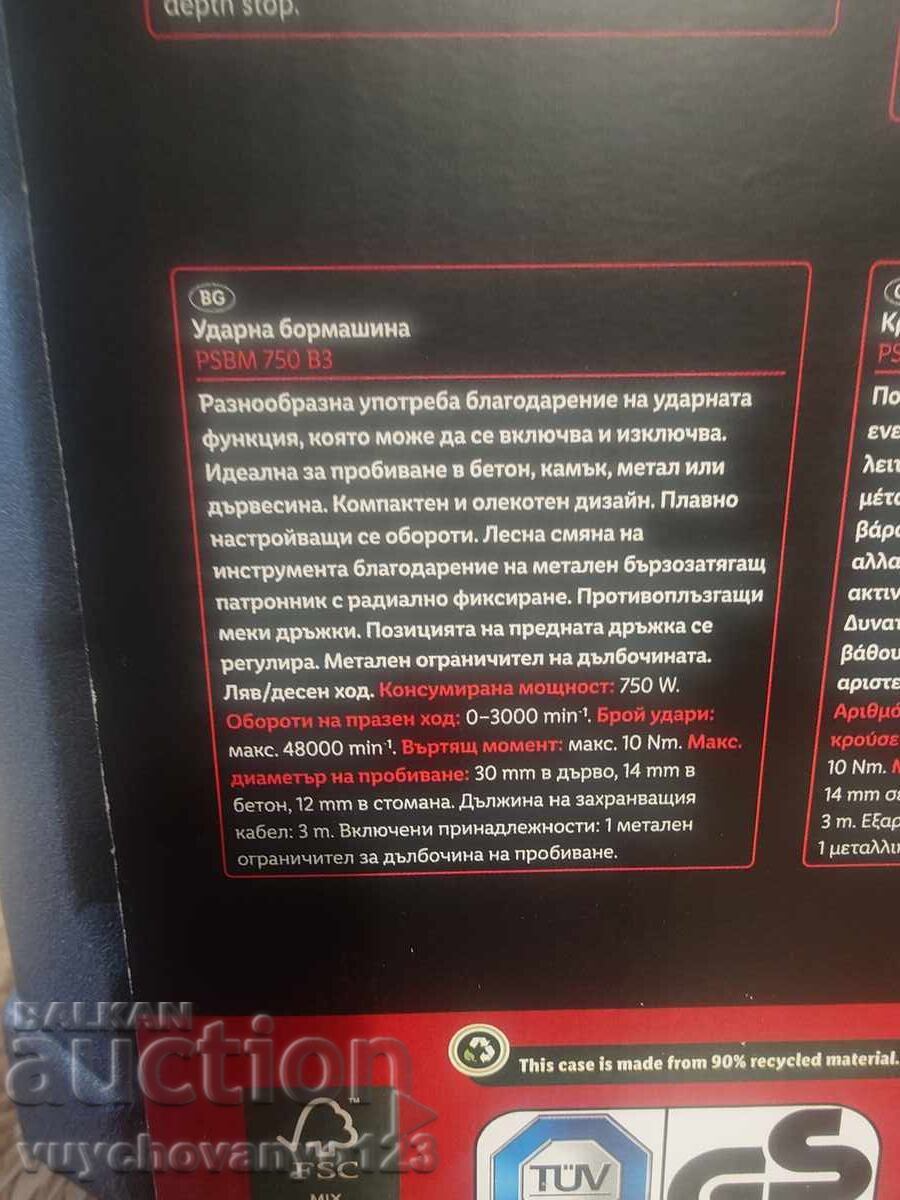 depth stop.
BG
Ударна бормашина
PSBM 750 B3
Разнообразна употреба благодарение на ударната
функция, която може да се включва и изключва.
Идеална за пробиване в бетон, камък, метал или
дървесина. Компактен и олекотен дизайн. Плавно
настройващи се обороти. Лесна смяна на
инструмента благодарение на метален бързозатягащ
патронник с радиално фиксиране. Противоплъзгащи
меки дръжки. Позицията на предната дръжка се
регулира. Метален ограничител на дълбочината.
Ляв/десен ход. Консумирана мощност: 750 W.
Обороти на празен ход: 0–3000 min⁻¹. Брой удари:
макс. 48000 min⁻¹. Въртящ момент: макс. 10 Nm. Макс.
диаметър на пробиване: 30 mm в дърво, 14 mm в
бетон, 12 mm в стомана. Дължина на захранващия
кабел: 3 m. Включени принадлежности: 1 метален
ограничител за дълбочина на пробиване.
10 Nm.
14 mm
3 m.
BALKAN
auction
vuychovany123
This case is made from 90% recycled material.
FSC
MIX
TÜV
GS